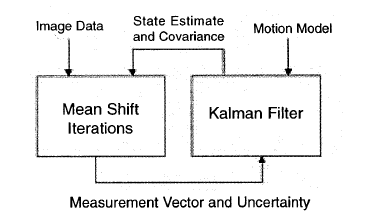 Image Data
State Estimate
and Covariance
Motion Model
Mean Shift
Iterations
Kalman Filter
Measurement Vector and Uncertainty